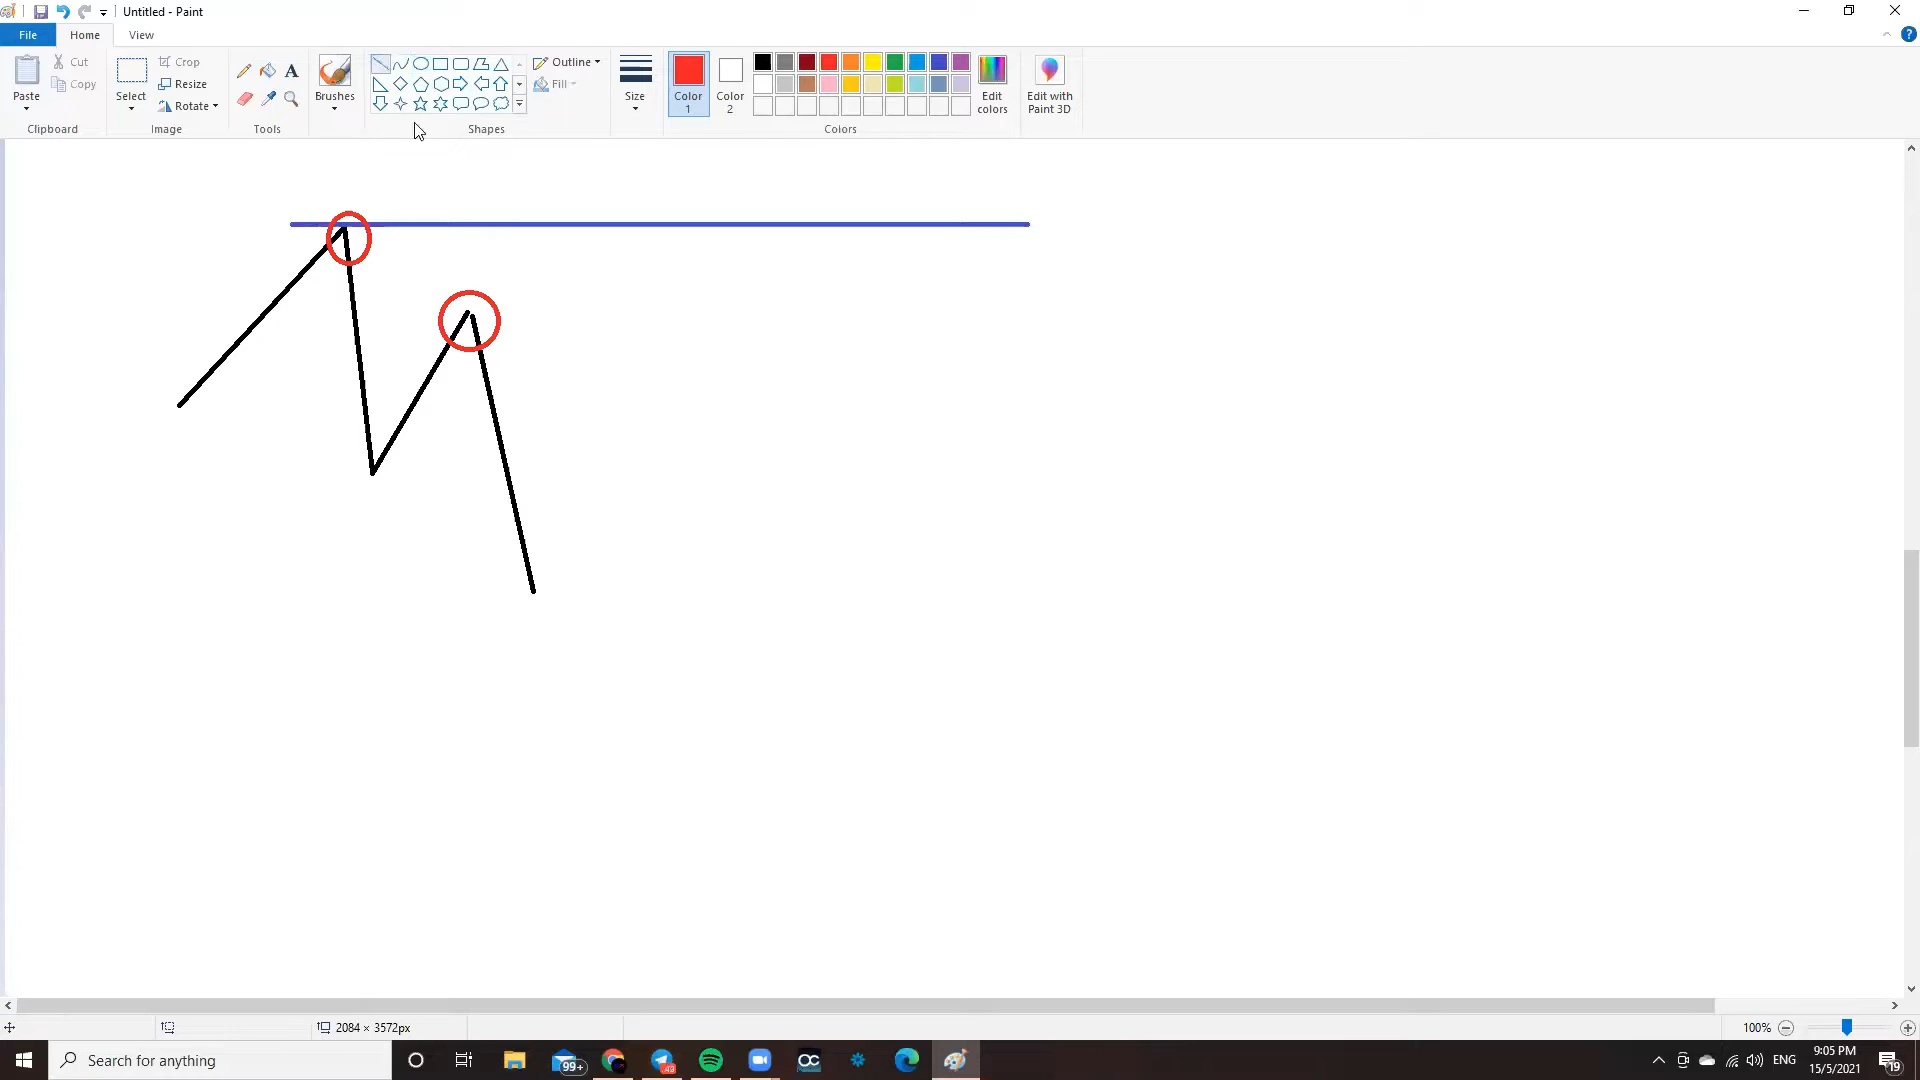 Untitled - Paint
File Home View
Paste
Cut
Copy
Clipboard
Select
Crop
Resize
Rotate
Image
A
Tools
Brushes
Shapes
Outline
Fill
Size
Color 1
Color 2
Colors
Edit colors
Edit with Paint 3D
2084 × 3572px
100%
Search for anything
99+
43
OC
ENG
9:05 PM
15/5/2021
19